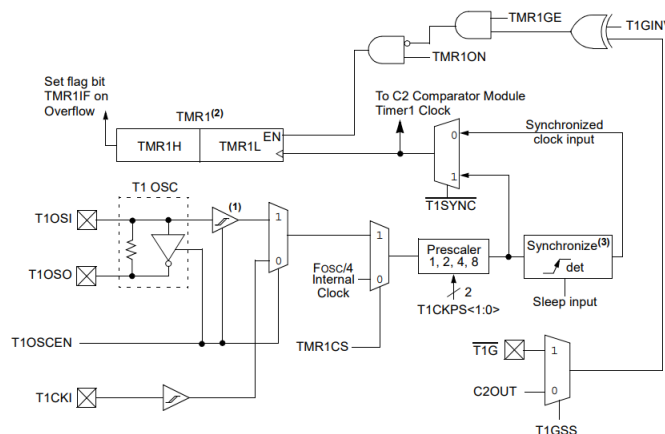 TMR1GE
T1GINV
TMR1ON
Set flag bit
TMR1IF on
Overflow
To C2 Comparator Module
Timer1 Clock
TMR1(2)
EN
TMR1H
TMR1L
0
1
Synchronized
clock input
T1SYNC
T1 OSC
(1)
T1OSI
T1OSO
1
0
FOSC/4
Internal
Clock
1
0
Prescaler
1, 2, 4, 8
Synchronize(3)
det
2
T1CKPS<1:0>
Sleep input
T1OSCEN
TMR1CS
T1G
1
C2OUT
0
T1CKI
T1GSS